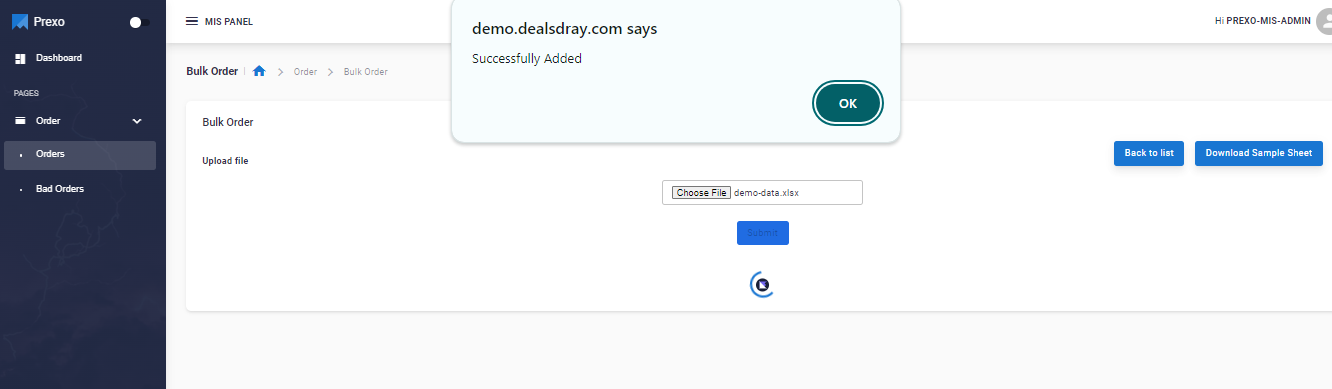 Prexo
MIS PANEL
demo.dealsdray.com says
Hi PREXO-MIS-ADMIN
Successfully Added
OK
Dashboard
PAGES
Order
Orders
Bad Orders
Bulk Order
Order
Bulk Order
Bulk Order
Upload file
Back to list
Download Sample Sheet
Choose File demo-data.xlsx
Submit